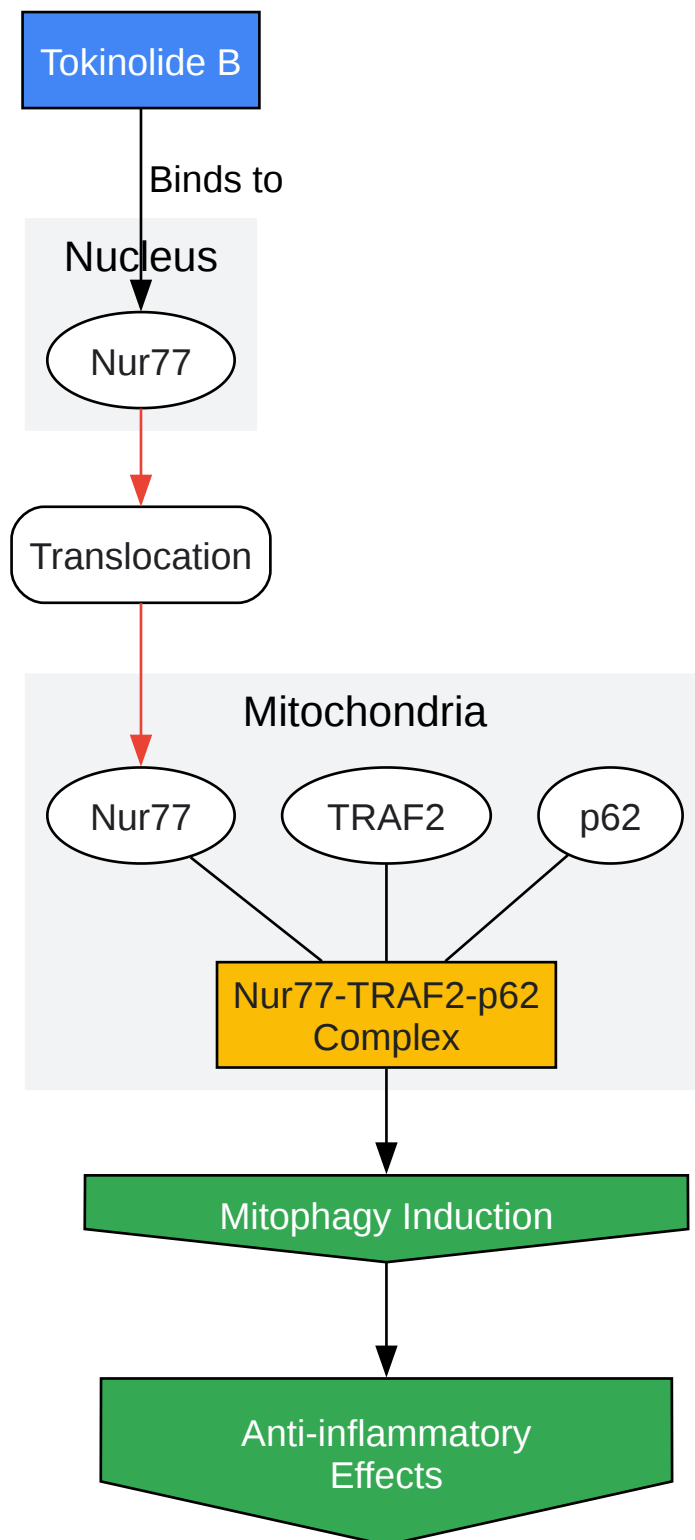 Tokinolide B
Binds to
Nucleus
Nur77
Translocation
Mitochondria
Nur77
TRAF2
p62
Nur77-TRAF2-p62
Complex
Mitophagy Induction
Anti-inflammatory
Effects